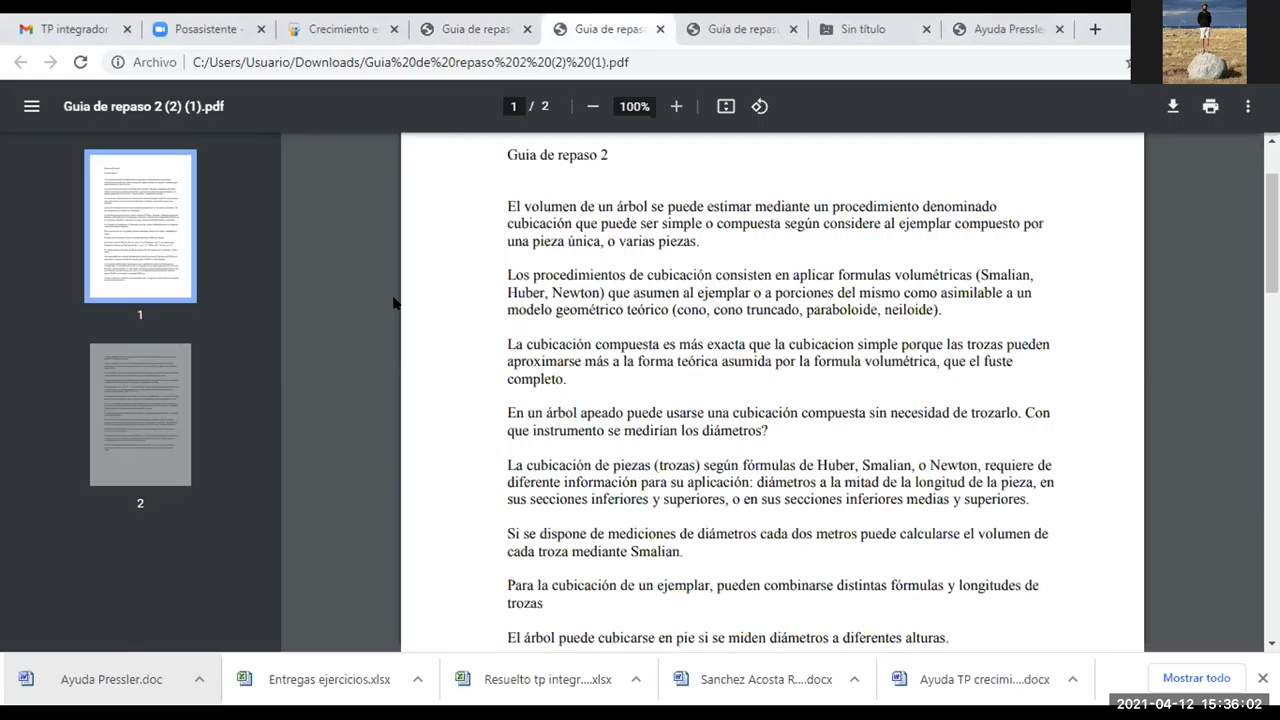 TP integrador
Posasistente -
Crecimiento e
Guia de repas
Guia de repas
Guía de repas
Sin título
Ayuda Pressle
Archivo
C:/Users/Usuario/Downloads/Guia%20de%20repaso%202%20(2)%20(1).pdf
Guia de repaso 2 (2) (1).pdf
1 / 2
100%
1
2
Guia de repaso 2
El volumen de un árbol se puede estimar mediante un procedimiento denominado
cubicación que puede ser simple o compuesta según considere al ejemplar compuesto por
una pieza única, o varias piezas.
Los procedimientos de cubicación consisten en aplicar formulas volumétricas (Smalian,
Huber, Newton) que asumen al ejemplar o a porciones del mismo como asimilable a un
modelo geométrico teórico (cono, cono truncado, paraboloide, neiloide).
La cubicación compuesta es más exacta que la cubicacion simple porque las trozas pueden
aproximarse más a la forma teórica asumida por la formula volumétrica, que el fuste
completo.
En un árbol apeado puede usarse una cubicación compuesta sin necesidad de trozarlo. Con
que instrumento se medirían los diámetros?
La cubicación de piezas (trozas) según fórmulas de Huber, Smalian, o Newton, requiere de
diferente información para su aplicación: diámetros a la mitad de la longitud de la pieza, en
sus secciones inferiores y superiores, o en sus secciones inferiores medias y superiores.
Si se dispone de mediciones de diámetros cada dos metros puede calcularse el volumen de
cada troza mediante Smalian.
Para la cubicación de un ejemplar, pueden combinarse distintas fórmulas y longitudes de
trozas
El árbol puede cubicarse en pie si se miden diámetros a diferentes alturas.
Ayuda Pressler.doc
Entregas ejercicios.xlsx
Resuelto tp integr....xlsx
Sanchez Acosta R....docx
Ayuda TP crecimi....docx
Mostrar todo
2021-04-12 15:36:02